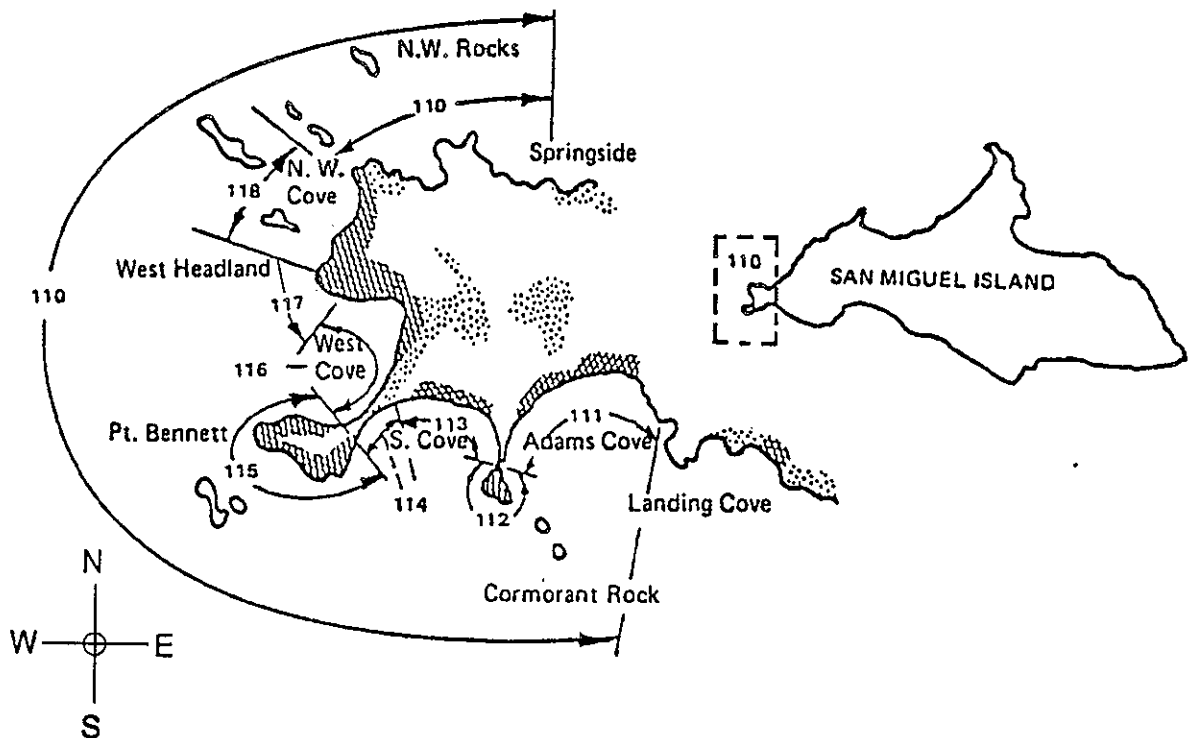 N.W. Rocks
110
Springside
N. W.
Cove
118
West Headland
110
117
West
Cove
116
Pt. Bennett
115
113
S. Cove
114
111
Adams Cove
112
Landing Cove
Cormorant Rock
110
SAN MIGUEL ISLAND
N
W
E
S